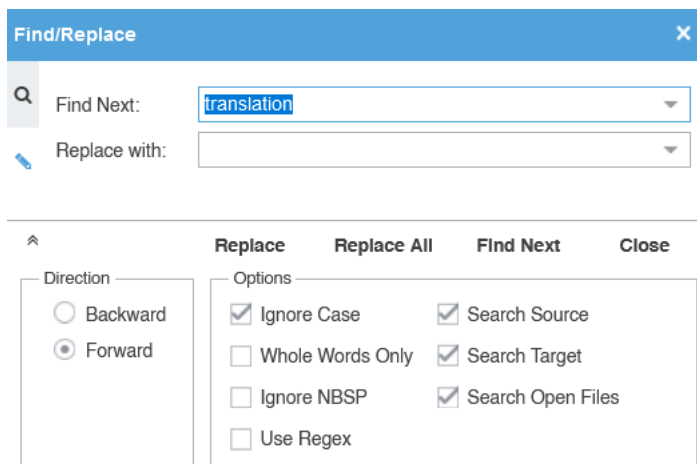 Find/Replace
Find Next: translation
Replace with:
Replace Replace All Find Next Close
Direction Options
Backward Ignore Case Search Source
Forward Whole Words Only Search Target
Ignore NBSP Search Open Files
Use Regex